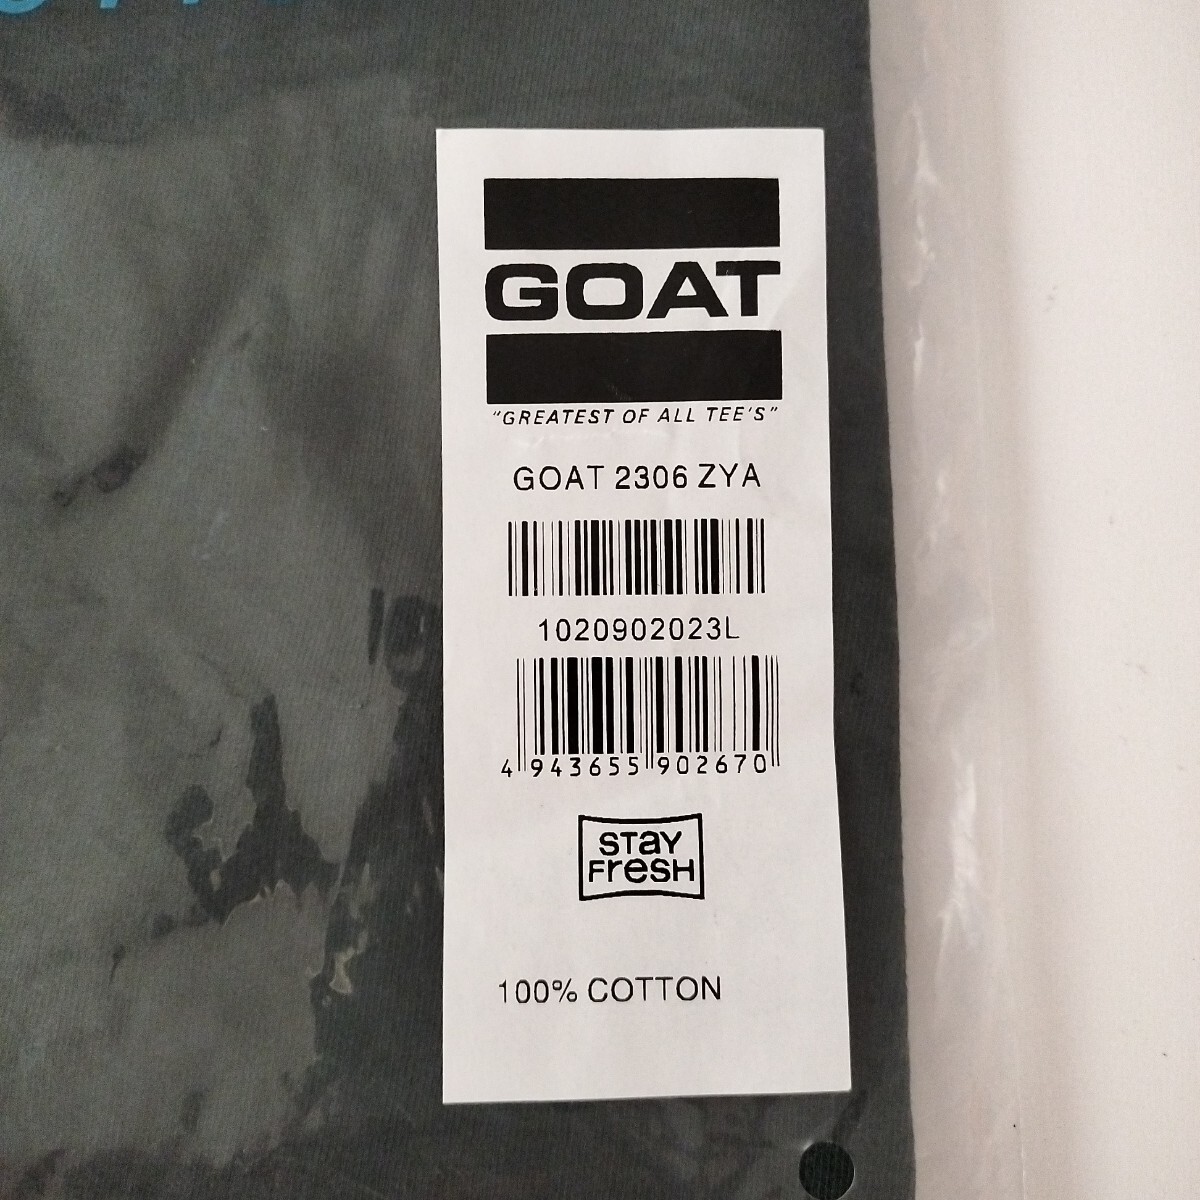 GOAT
"GREATEST OF ALL TEE'S"
GOAT 2306 ZYA
1020902023L
4 943655 902670
STaY
FresH
100% COTTON